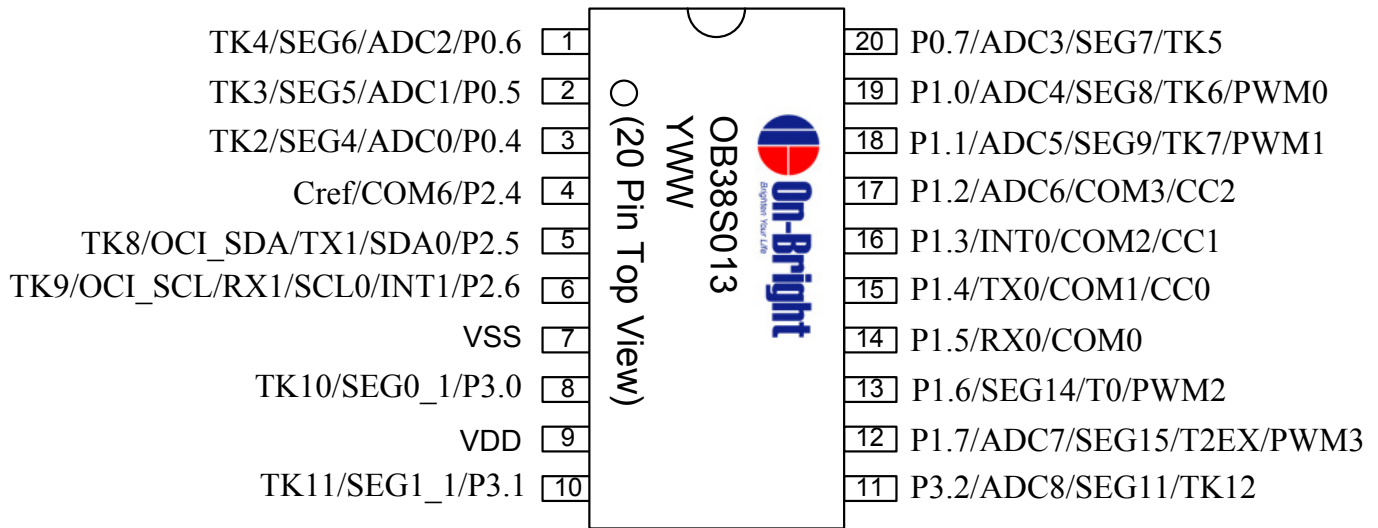 TK4/SEG6/ADC2/P0.6 1
TK3/SEG5/ADC1/P0.5 2
TK2/SEG4/ADC0/P0.4 3
Cref/COM6/P2.4 4
TK8/OCI_SDA/TX1/SDA0/P2.5 5
TK9/OCI_SCL/RX1/SCL0/INT1/P2.6 6
VSS 7
TK10/SEG0_1/P3.0 8
VDD 9
TK11/SEG1_1/P3.1 10
On-Bright
Brighten Your Life
OB38S013
YWW
(20 Pin Top View)
20 P0.7/ADC3/SEG7/TK5
19 P1.0/ADC4/SEG8/TK6/PWM0
18 P1.1/ADC5/SEG9/TK7/PWM1
17 P1.2/ADC6/COM3/CC2
16 P1.3/INT0/COM2/CC1
15 P1.4/TX0/COM1/CC0
14 P1.5/RX0/COM0
13 P1.6/SEG14/T0/PWM2
12 P1.7/ADC7/SEG15/T2EX/PWM3
11 P3.2/ADC8/SEG11/TK12